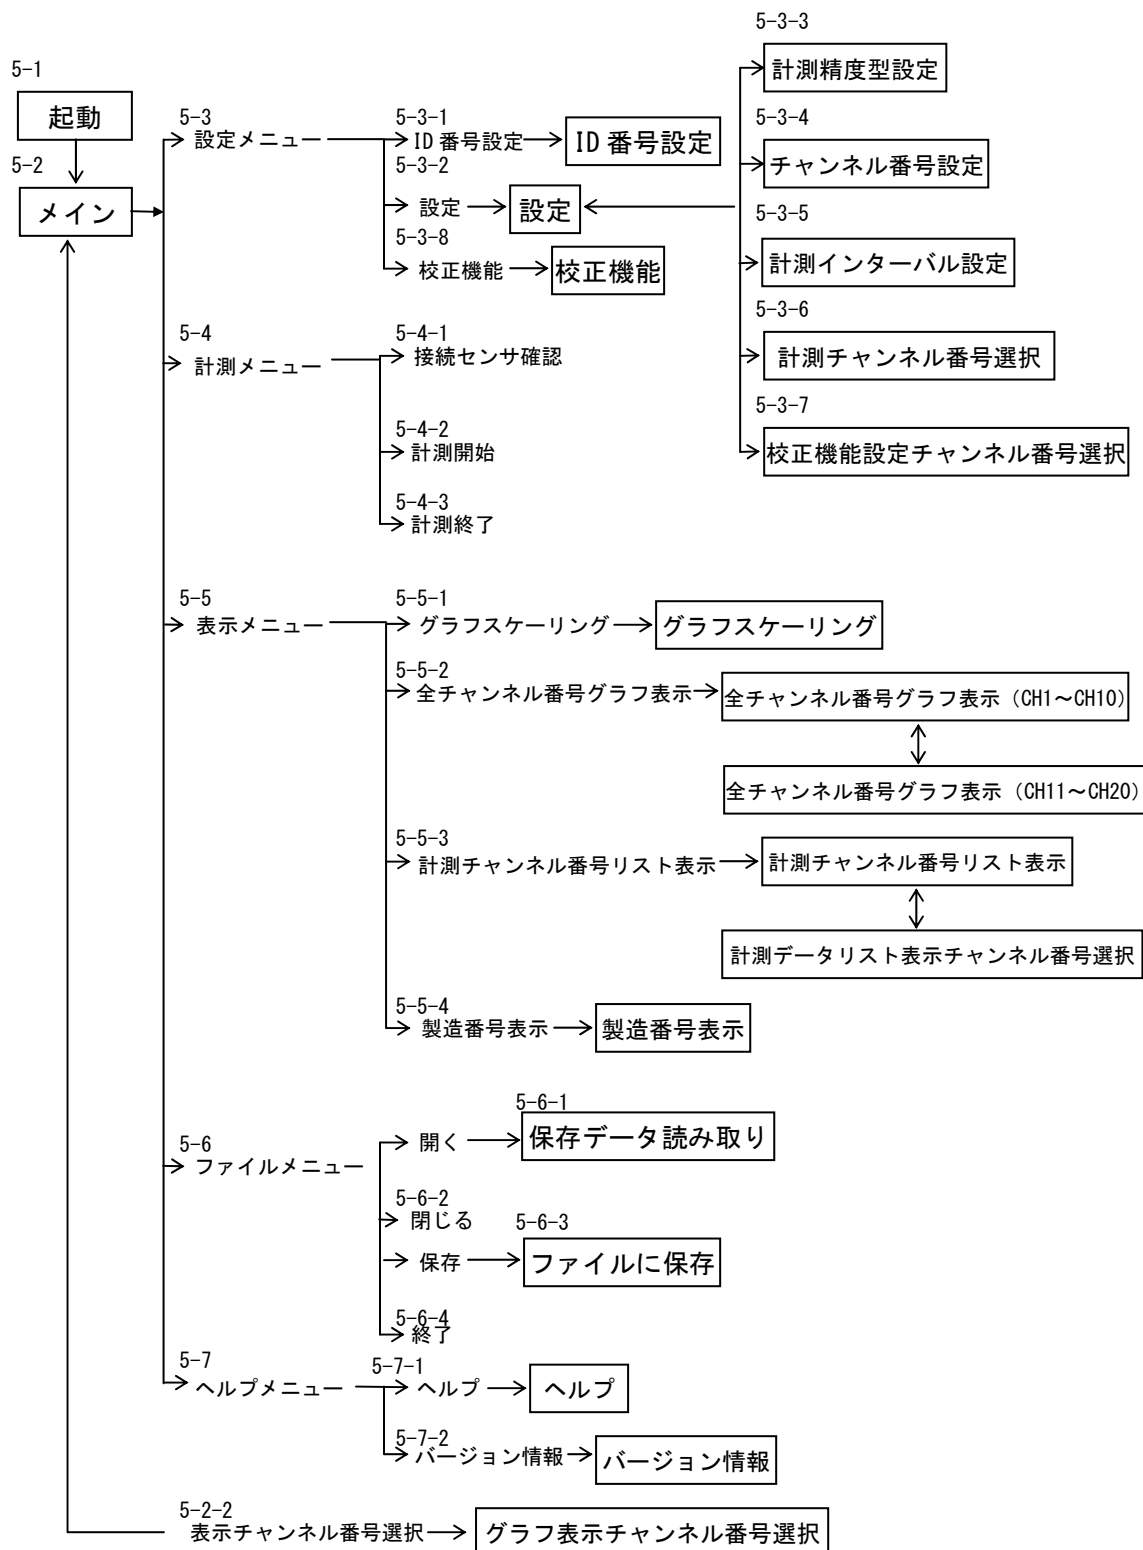 5-1
起動
5-2
メイン
5-3
設定メニュー
5-3-1
ID 番号設定
ID 番号設定
5-3-2
設定
設定
5-3-8
校正機能
校正機能
5-3-3
計測精度型設定
5-3-4
チャンネル番号設定
5-3-5
計測インターバル設定
5-3-6
計測チャンネル番号選択
5-3-7
校正機能設定チャンネル番号選択
5-4
計測メニュー
5-4-1
接続センサ確認
5-4-2
計測開始
5-4-3
計測終了
5-5
表示メニュー
5-5-1
グラフスケーリング
グラフスケーリング
5-5-2
全チャンネル番号グラフ表示
全チャンネル番号グラフ表示（CH1～CH10）
全チャンネル番号グラフ表示（CH11～CH20）
5-5-3
計測チャンネル番号リスト表示
計測チャンネル番号リスト表示
計測データリスト表示チャンネル番号選択
5-5-4
製造番号表示
製造番号表示
5-6
ファイルメニュー
開く
5-6-1
保存データ読み取り
5-6-2
閉じる
保存
5-6-3
ファイルに保存
5-6-4
終了
5-7
ヘルプメニュー
5-7-1
ヘルプ
ヘルプ
5-7-2
バージョン情報
バージョン情報
5-2-2
表示チャンネル番号選択
グラフ表示チャンネル番号選択